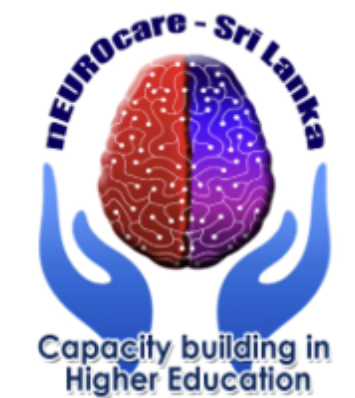 nEUROcare - Sri Lanka
Capacity building in
Higher Education